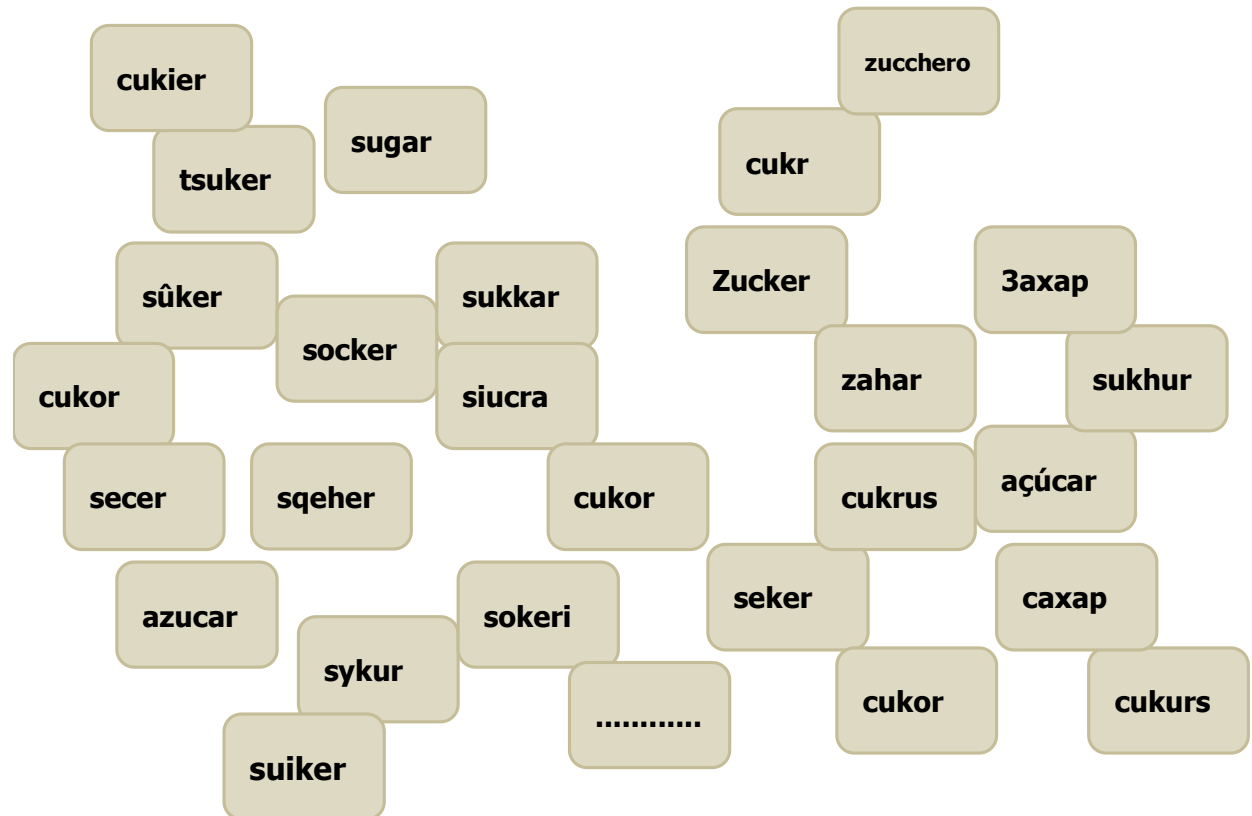 zucchero
cukier
sugar
cukr
tsuker
sûker
sukkar
Zucker
3axap
socker
zahar
sukhur
cukor
siucra
secer
sqeher
cukor
cukrus
açúcar
azucar
sokeri
seker
caxap
sykur
............
cukor
cukurs
suiker